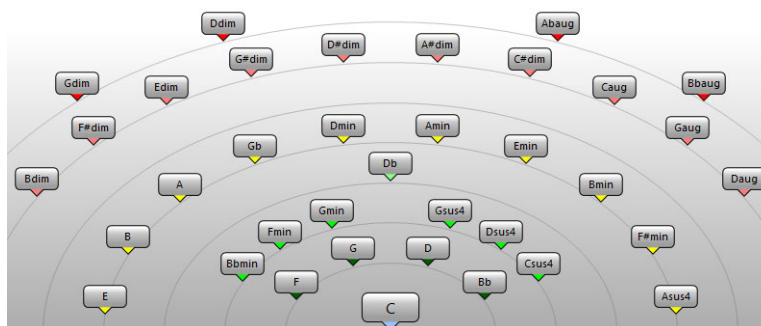 Ddim
Abaug
D#dim
A#dim
G#dim
C#dim
Gdim
Edim
Caug
Bbaug
F#dim
Dmin
Amin
Gaug
Gb
Emin
Db
Bdim
A
Bmin
Daug
Gmin
Gsus4
Fmin
Dsus4
B
F#min
G
D
Bbmin
Csus4
F
Bb
E
Asus4
C